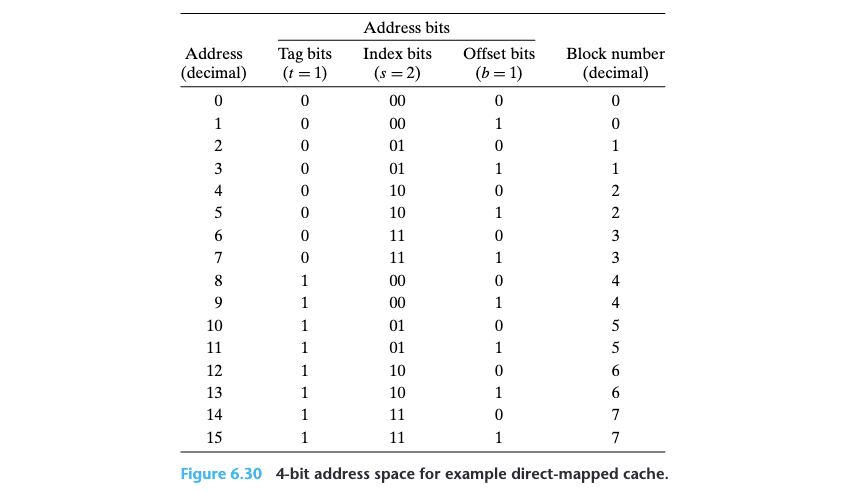 Address bits
Address Tag bits Index bits Offset bits Block number
(decimal) (t = 1) (s = 2) (b = 1) (decimal)
0 0 00 0 0
1 0 00 1 0
2 0 01 0 1
3 0 01 1 1
4 0 10 0 2
5 0 10 1 2
6 0 11 0 3
7 0 11 1 3
8 1 00 0 4
9 1 00 1 4
10 1 01 0 5
11 1 01 1 5
12 1 10 0 6
13 1 10 1 6
14 1 11 0 7
15 1 11 1 7
Figure 6.30 4-bit address space for example direct-mapped cache.